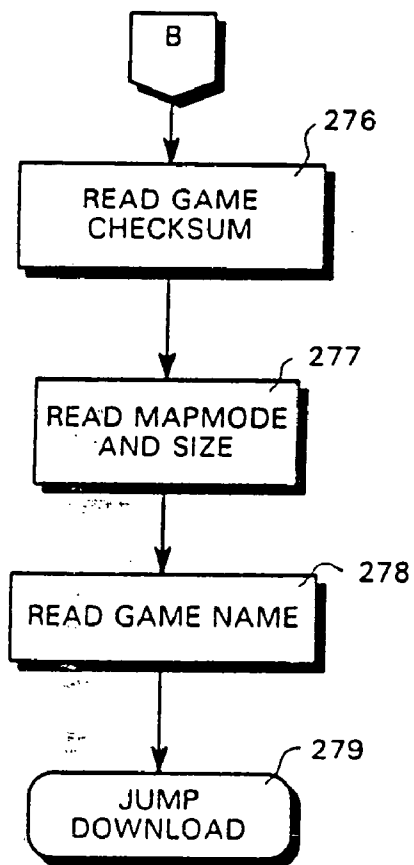 B
276
READ GAME
CHECKSUM
277
READ MAPMODE
AND SIZE
278
READ GAME NAME
279
JUMP
DOWNLOAD